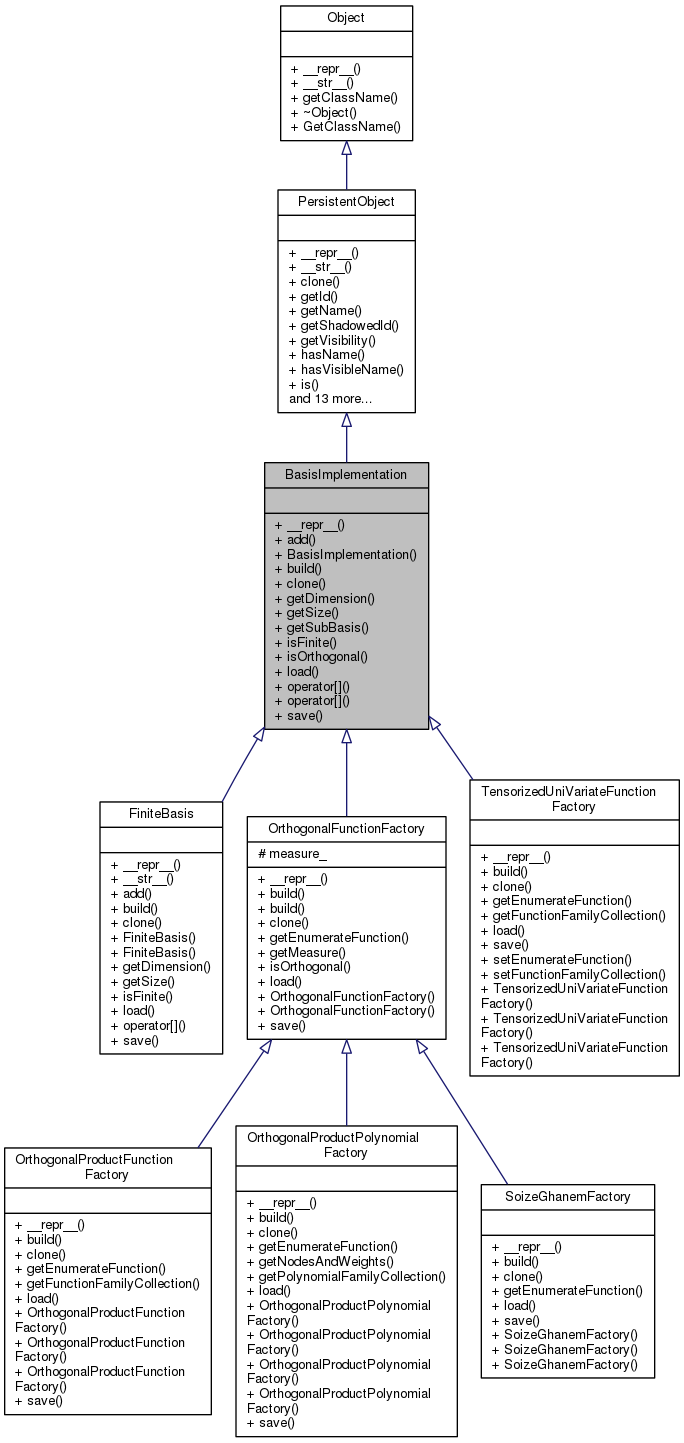 Object
+ __repr__()
+ __str__()
+ getClassName()
+ ~Object()
+ GetClassName()
PersistentObject
+ __repr__()
+ __str__()
+ clone()
+ getId()
+ getName()
+ getShadowedId()
+ getVisibility()
+ hasName()
+ hasVisibleName()
+ is()
and 13 more...
BasisImplementation
+ __repr__()
+ add()
+ BasisImplementation()
+ build()
+ clone()
+ getDimension()
+ getSize()
+ getSubBasis()
+ isFinite()
+ isOrthogonal()
+ load()
+ operator[]()
+ operator[]()
+ save()
FiniteBasis
+ __repr__()
+ __str__()
+ add()
+ build()
+ clone()
+ FiniteBasis()
+ FiniteBasis()
+ getDimension()
+ getSize()
+ isFinite()
+ load()
+ operator[]()
+ save()
OrthogonalFunctionFactory
# measure_
+ __repr__()
+ build()
+ build()
+ clone()
+ getEnumerateFunction()
+ getMeasure()
+ isOrthogonal()
+ load()
+ OrthogonalFunctionFactory()
+ OrthogonalFunctionFactory()
+ save()
TensorizedUniVariateFunction
Factory
+ __repr__()
+ build()
+ clone()
+ getEnumerateFunction()
+ getFunctionFamilyCollection()
+ load()
+ save()
+ setEnumerateFunction()
+ setFunctionFamilyCollection()
+ TensorizedUniVariateFunction
Factory()
+ TensorizedUniVariateFunction
Factory()
+ TensorizedUniVariateFunction
Factory()
OrthogonalProductFunction
Factory
+ __repr__()
+ build()
+ clone()
+ getEnumerateFunction()
+ getFunctionFamilyCollection()
+ load()
+ OrthogonalProductFunction
Factory()
+ OrthogonalProductFunction
Factory()
+ OrthogonalProductFunction
Factory()
+ save()
OrthogonalProductPolynomial
Factory
+ __repr__()
+ build()
+ clone()
+ getEnumerateFunction()
+ getNodesAndWeights()
+ getPolynomialFamilyCollection()
+ load()
+ OrthogonalProductPolynomial
Factory()
+ OrthogonalProductPolynomial
Factory()
+ OrthogonalProductPolynomial
Factory()
+ OrthogonalProductPolynomial
Factory()
+ save()
SoizeGhanemFactory
+ __repr__()
+ build()
+ clone()
+ getEnumerateFunction()
+ load()
+ save()
+ SoizeGhanemFactory()
+ SoizeGhanemFactory()
+ SoizeGhanemFactory()